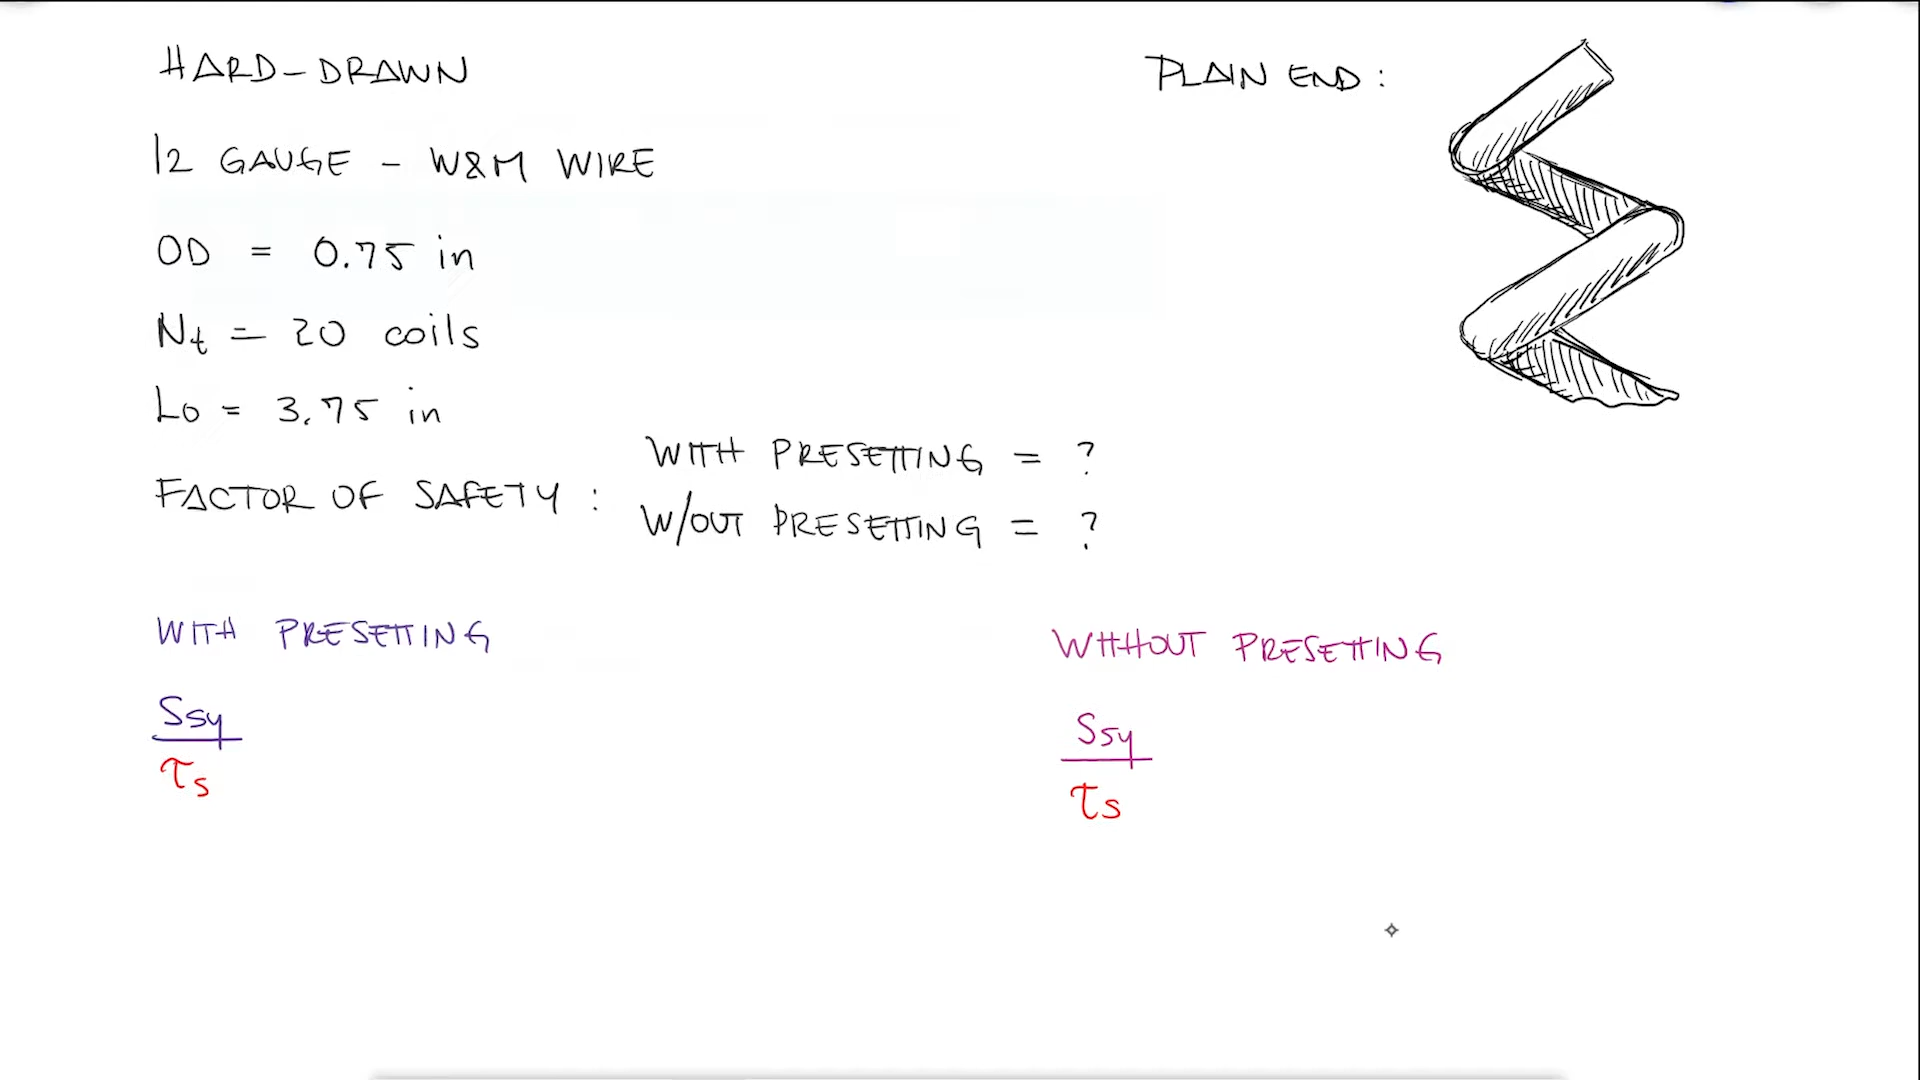 HARD-DRAWN
PLAIN END :
12 GAUGE - W&M WIRE
OD = 0.75 in
Nt = 20 coils
Lo = 3.75 in
FACTOR OF SAFETY :
WITH PRESETTING = ?
W/OUT PRESETTING = ?
WITH PRESETTING
Ssy
τs
WITHOUT PRESETTING
Ssy
τs